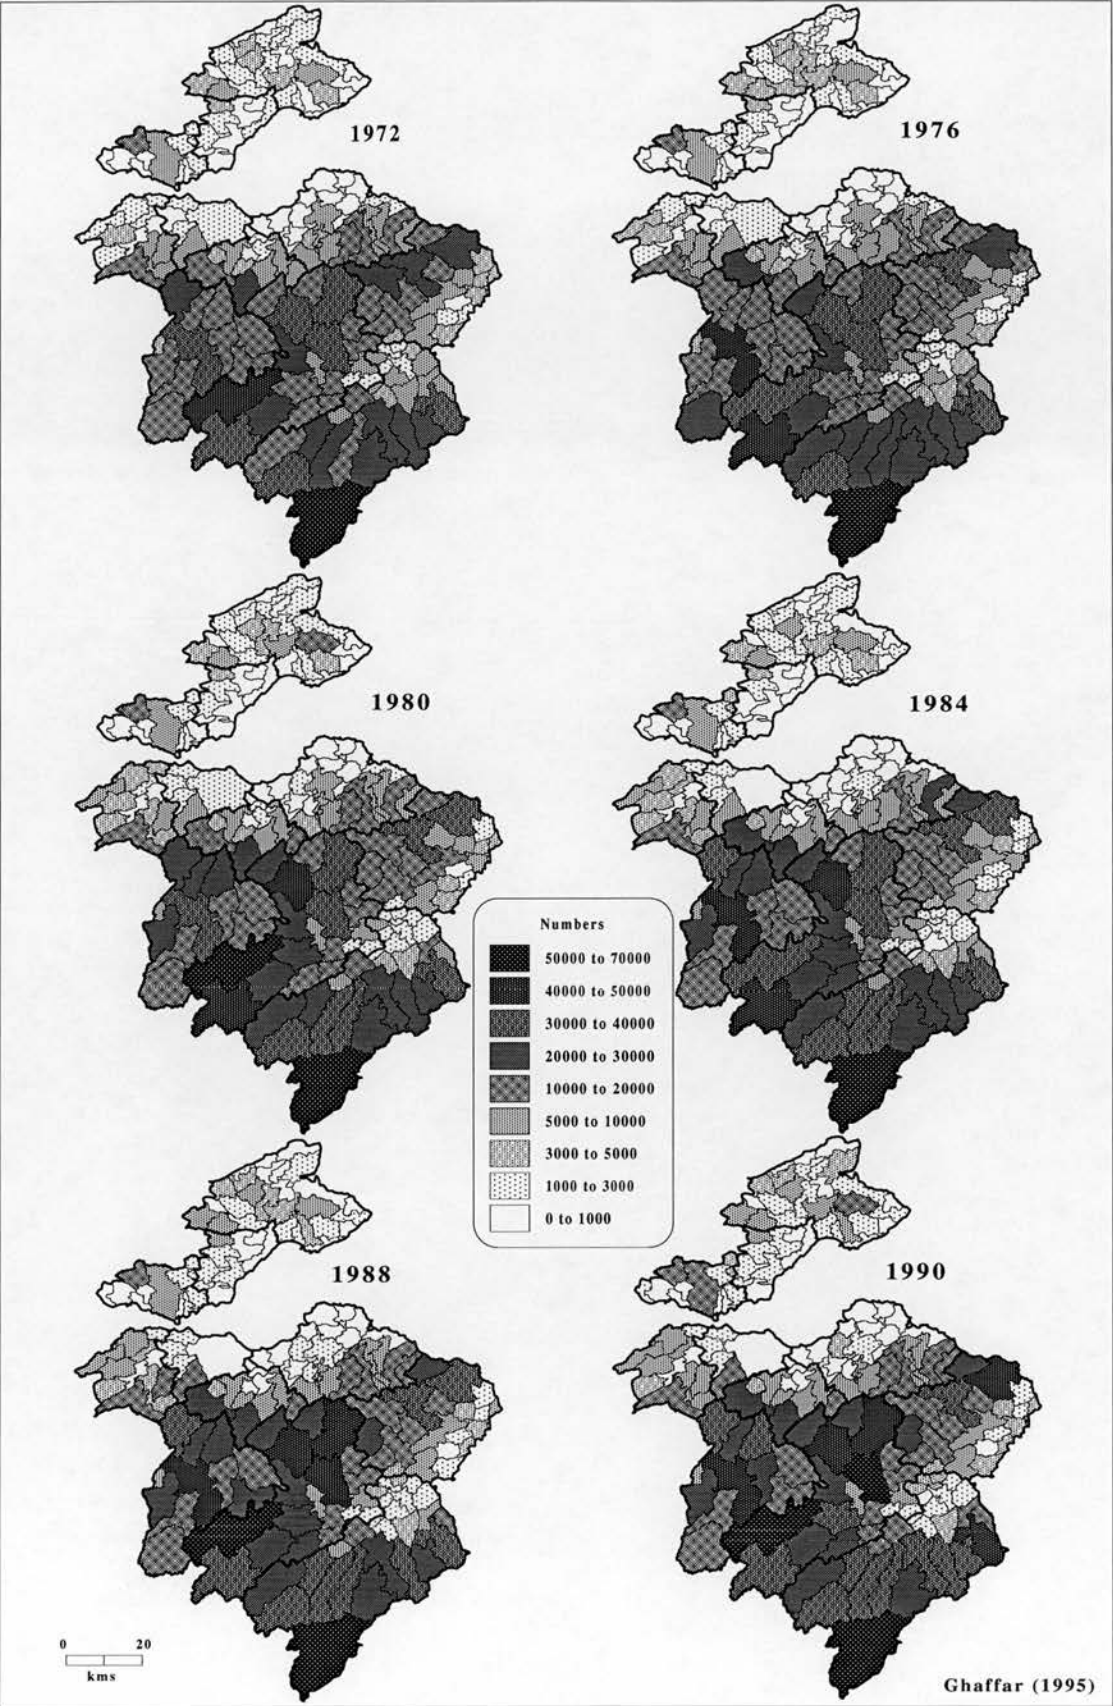 1972
1976
1980
1984
Numbers
50000 to 70000
40000 to 50000
30000 to 40000
20000 to 30000
10000 to 20000
5000 to 10000
3000 to 5000
1000 to 3000
0 to 1000
1988
1990
0 20
kms
Ghaffar (1995)